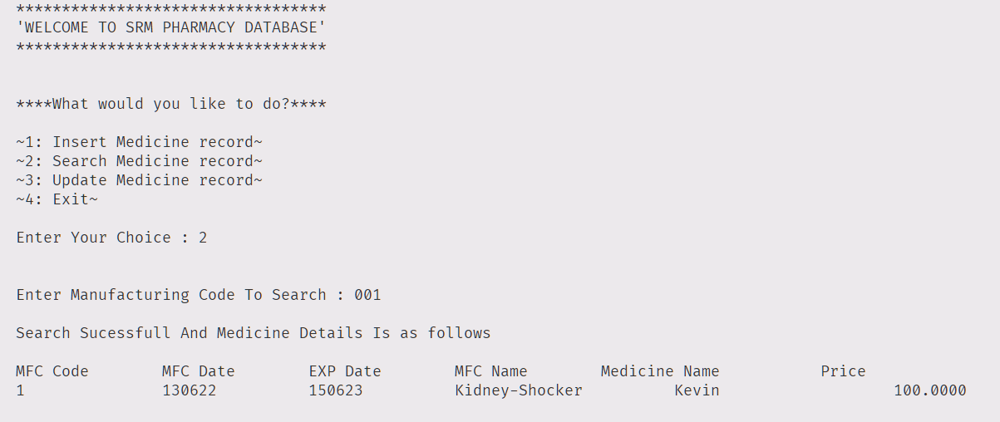 **********************************
'WELCOME TO SRM PHARMACY DATABASE'
**********************************
****What would you like to do?****
~1: Insert Medicine record~
~2: Search Medicine record~
~3: Update Medicine record~
~4: Exit~
Enter Your Choice : 2
Enter Manufacturing Code To Search : 001
Search Sucessfull And Medicine Details Is as follows
MFC Code        MFC Date        EXP Date        MFC Name        Medicine Name           Price
1               130622          150623          Kidney-Shocker          Kevin                   100.0000